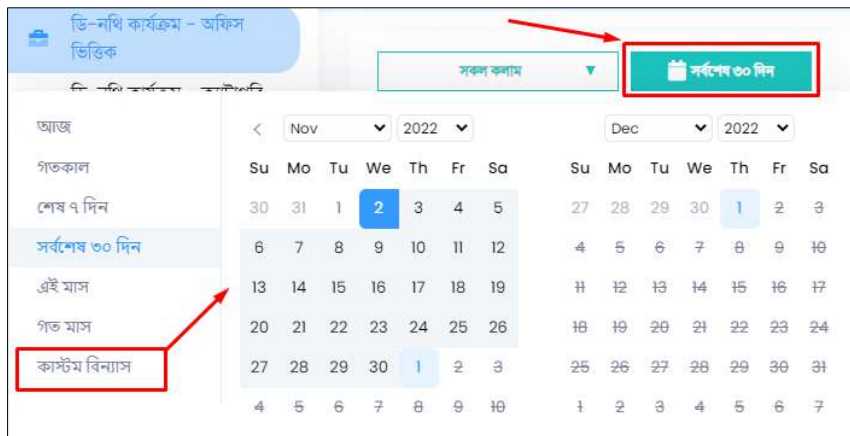 ডি-নথি কার্যক্রম - অফিস
ভিত্তিক
সকল কলাম ▼ সর্বশেষ ৩০ দিন
আজ
গতকাল
শেষ ৭ দিন
সর্বশেষ ৩০ দিন
এই মাস
গত মাস
কাস্টম বিন্যাস
< Nov 2022
Su Mo Tu We Th Fr Sa
30 31 1 2 3 4 5
6 7 8 9 10 11 12
13 14 15 16 17 18 19
20 21 22 23 24 25 26
27 28 29 30 1 2 3
4 5 6 7 8 9 10
Dec 2022
Su Mo Tu We Th Fr Sa
27 28 29 30 1 2 3
4 5 6 7 8 9 10
11 12 13 14 15 16 17
18 19 20 21 22 23 24
25 26 27 28 29 30 31
1 2 3 4 5 6 7